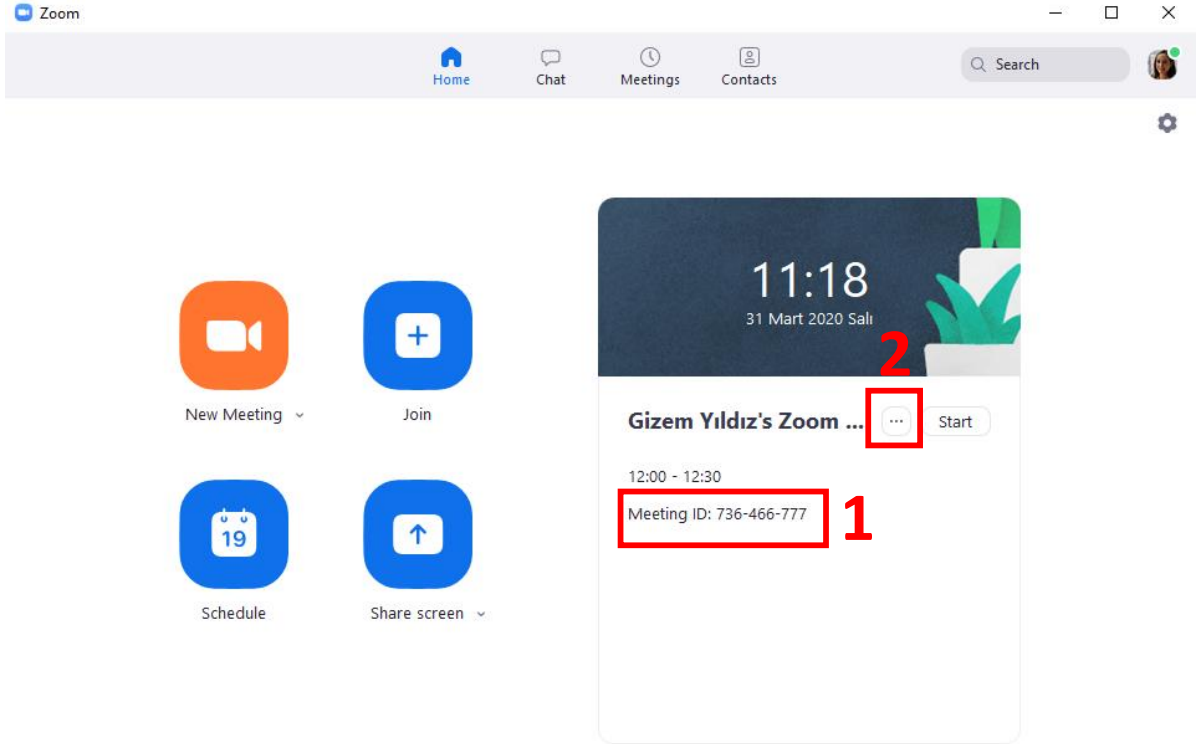 Zoom
Home
Chat
Meetings
Contacts
Search
11:18
31 Mart 2020 Salı
2
Gizem Yıldız's Zoom ...
...
Start
12:00 - 12:30
Meeting ID: 736-466-777
1
New Meeting
Join
19
Schedule
Share screen